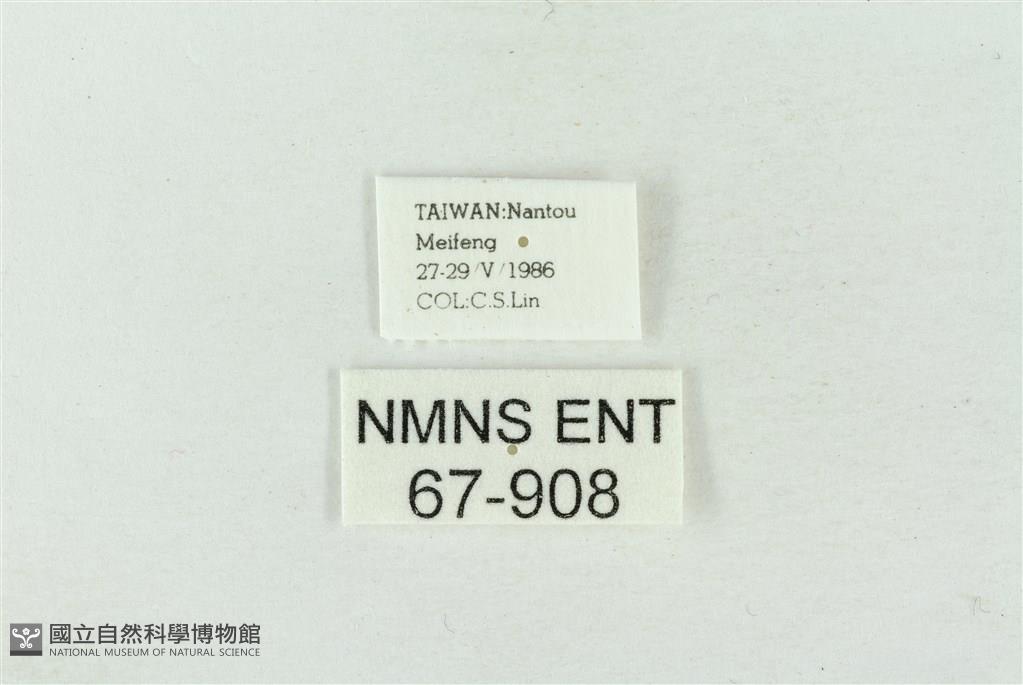 TAIWAN:Nantou
Meifeng
27-29/V/1986
COL:C.S.Lin
NMNS ENT
67-908
國立自然科學博物館
NATIONAL MUSEUM OF NATURAL SCIENCE